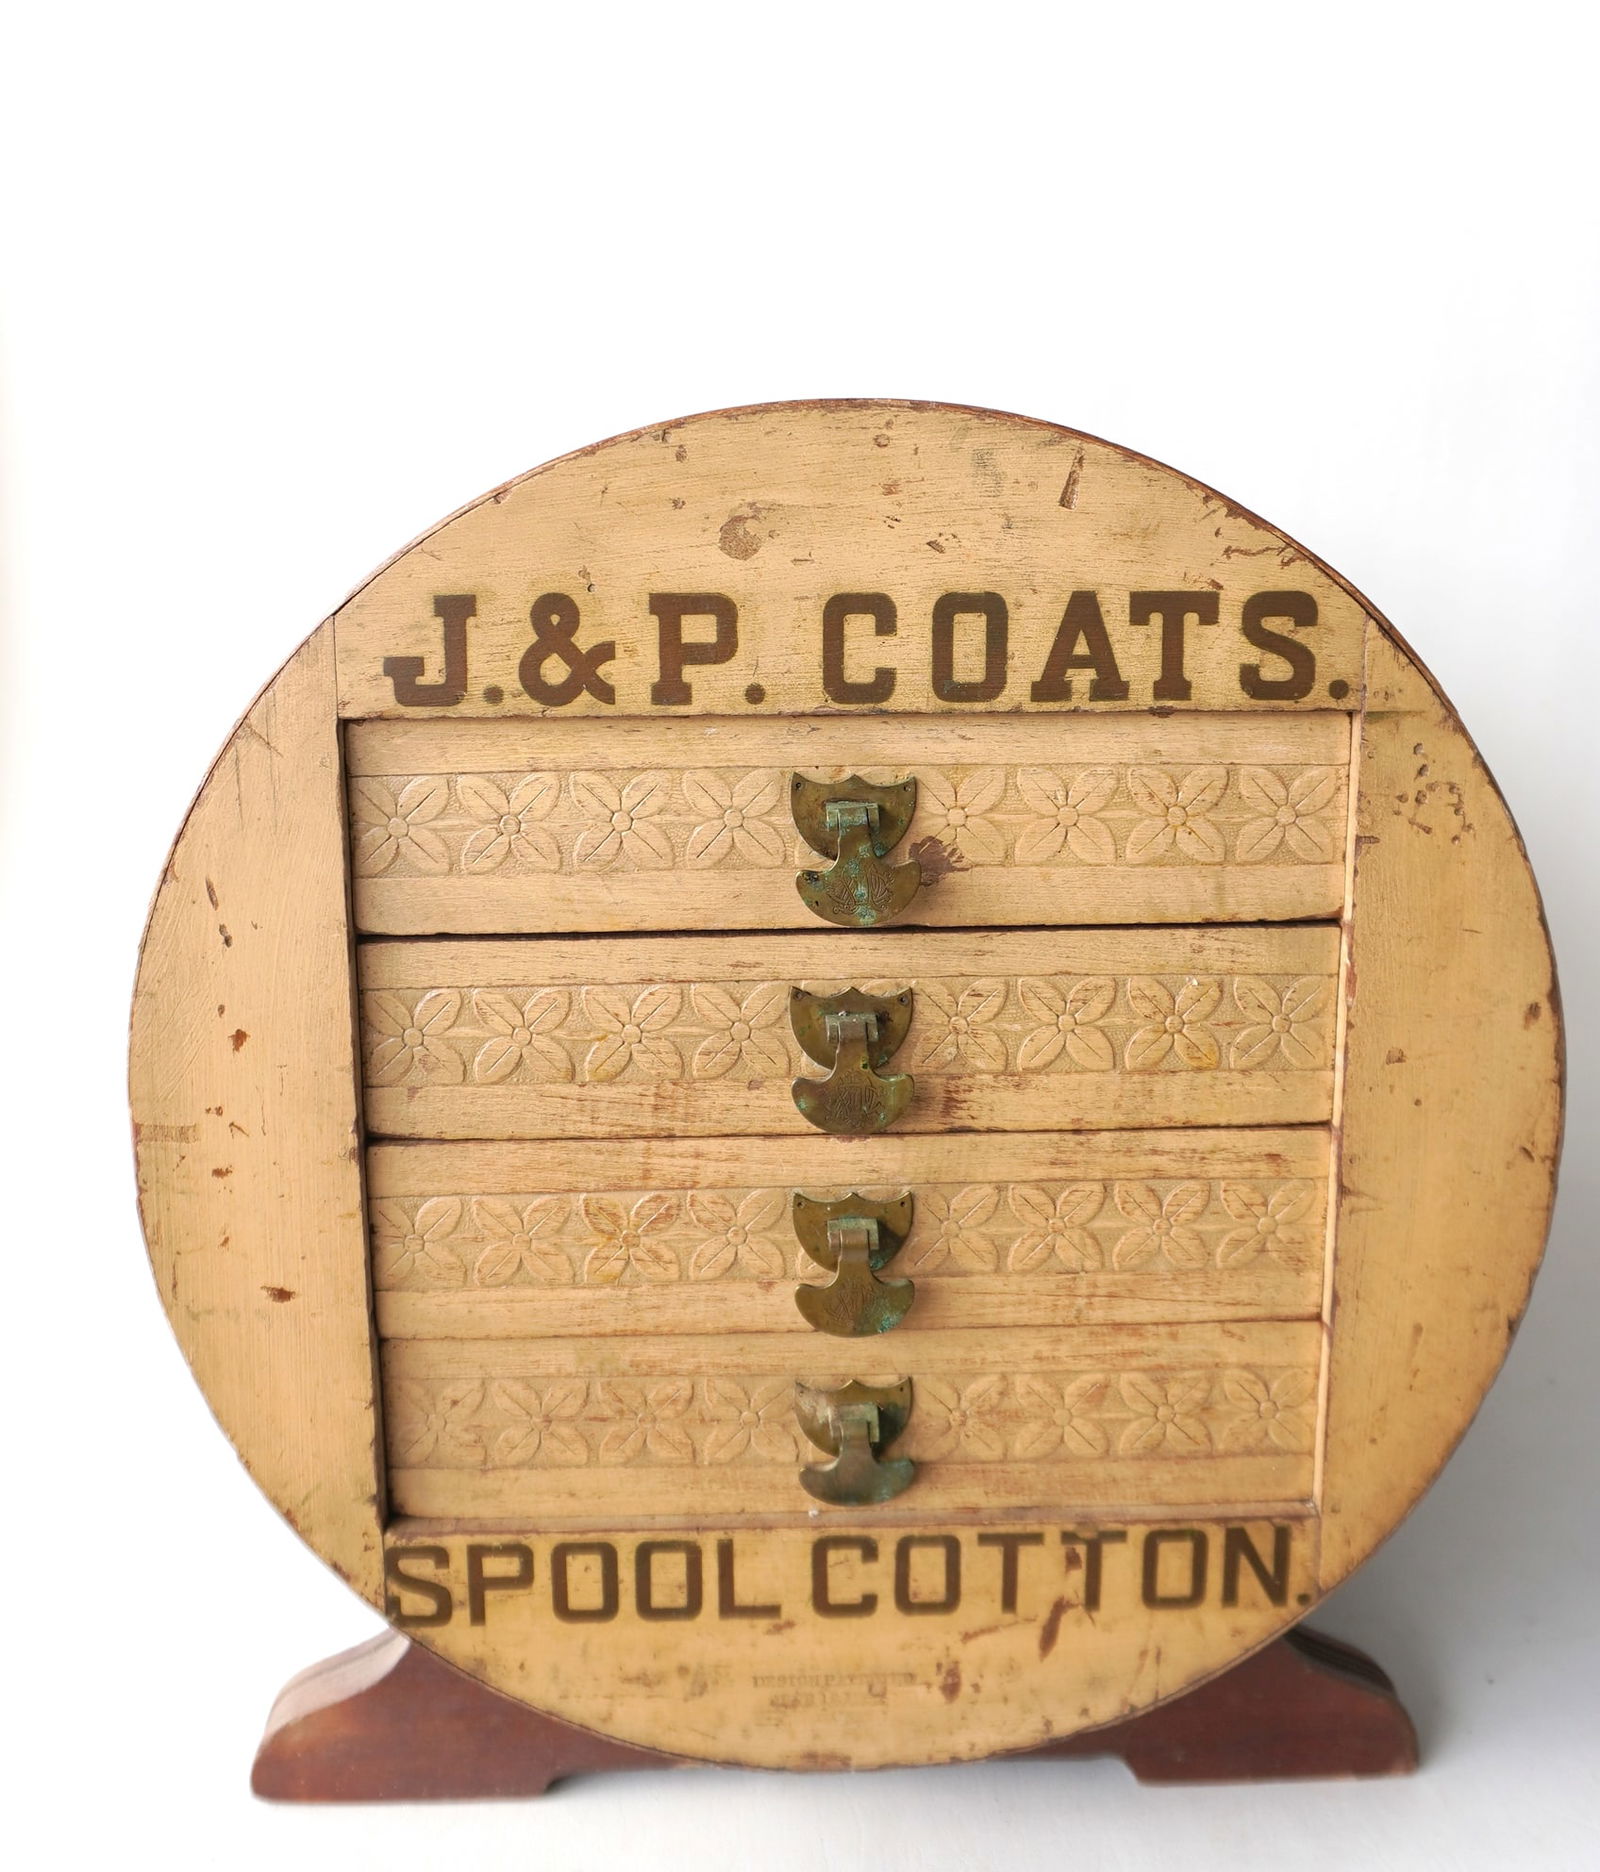 J.&P. COATS.
SPOOL COTTON.
DESIGN PATENTED